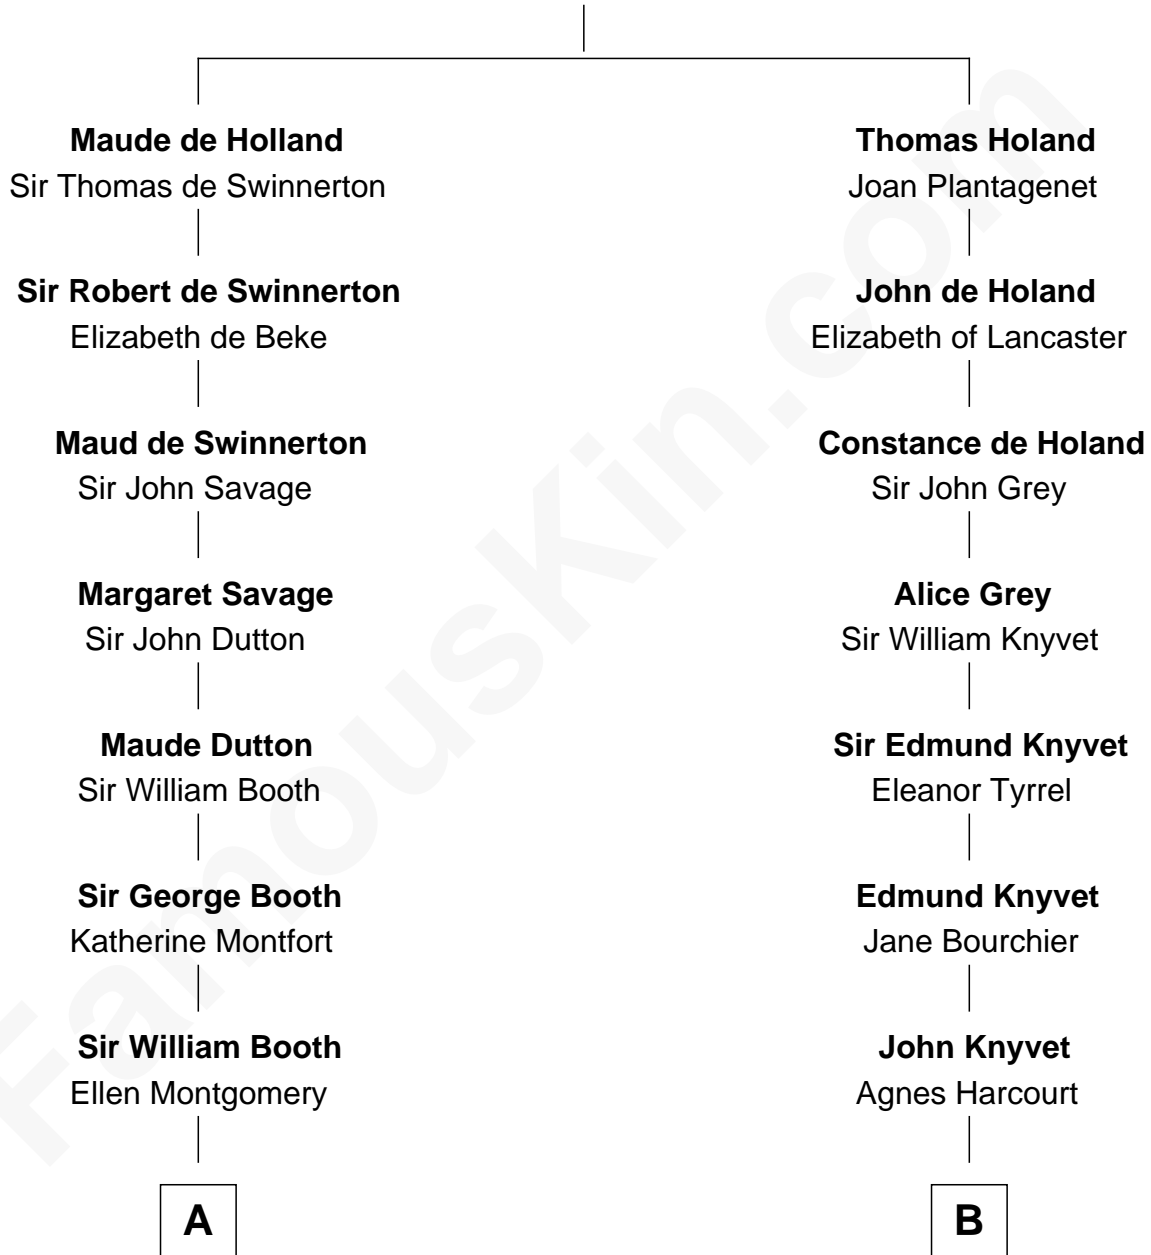 Maude de Holland
Sir Thomas de Swinnerton
Thomas Holand
Joan Plantagenet
Sir Robert de Swinnerton
Elizabeth de Beke
John de Holand
Elizabeth of Lancaster
Maud de Swinnerton
Sir John Savage
Constance de Holand
Sir John Grey
Margaret Savage
Sir John Dutton
Alice Grey
Sir William Knyvet
Maude Dutton
Sir William Booth
Sir Edmund Knyvet
Eleanor Tyrrel
Sir George Booth
Katherine Montfort
Edmund Knyvet
Jane Bourchier
Sir William Booth
Ellen Montgomery
John Knyvet
Agnes Harcourt
A
B
FamousKin.com